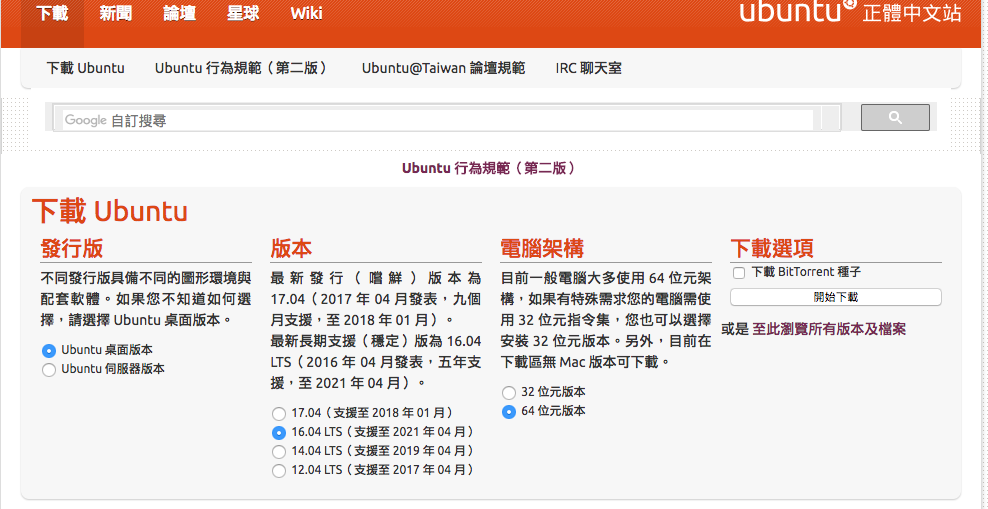 下載 新聞 論壇 星球 Wiki
ubuntu 正體中文站
下載 Ubuntu Ubuntu 行為規範（第二版） Ubuntu@Taiwan 論壇規範 IRC 聊天室
Google 自訂搜尋
Ubuntu 行為規範（第二版）
下載 Ubuntu
發行版
不同發行版具備不同的圖形環境與
配套軟體。如果您不知道如何選
擇，請選擇 Ubuntu 桌面版本。
Ubuntu 桌面版本
Ubuntu 伺服器版本
版本
最新發行（嚐鮮）版本為
17.04（2017 年 04 月發表，九個
月支援，至 2018 年 01 月）。
最新長期支援（穩定）版為 16.04
LTS（2016 年 04 月發表，五年支
援，至 2021 年 04 月）。
17.04（支援至 2018 年 01 月）
16.04 LTS（支援至 2021 年 04 月）
14.04 LTS（支援至 2019 年 04 月）
12.04 LTS（支援至 2017 年 04 月）
電腦架構
目前一般電腦大多使用 64 位元架
構，如果有特殊需求您的電腦需使
用 32 位元指令集，您也可以選擇
安裝 32 位元版本。另外，目前在
下載區無 Mac 版本可下載。
32 位元版本
64 位元版本
下載選項
下載 BitTorrent 種子
開始下載
或是 至此瀏覽所有版本及檔案